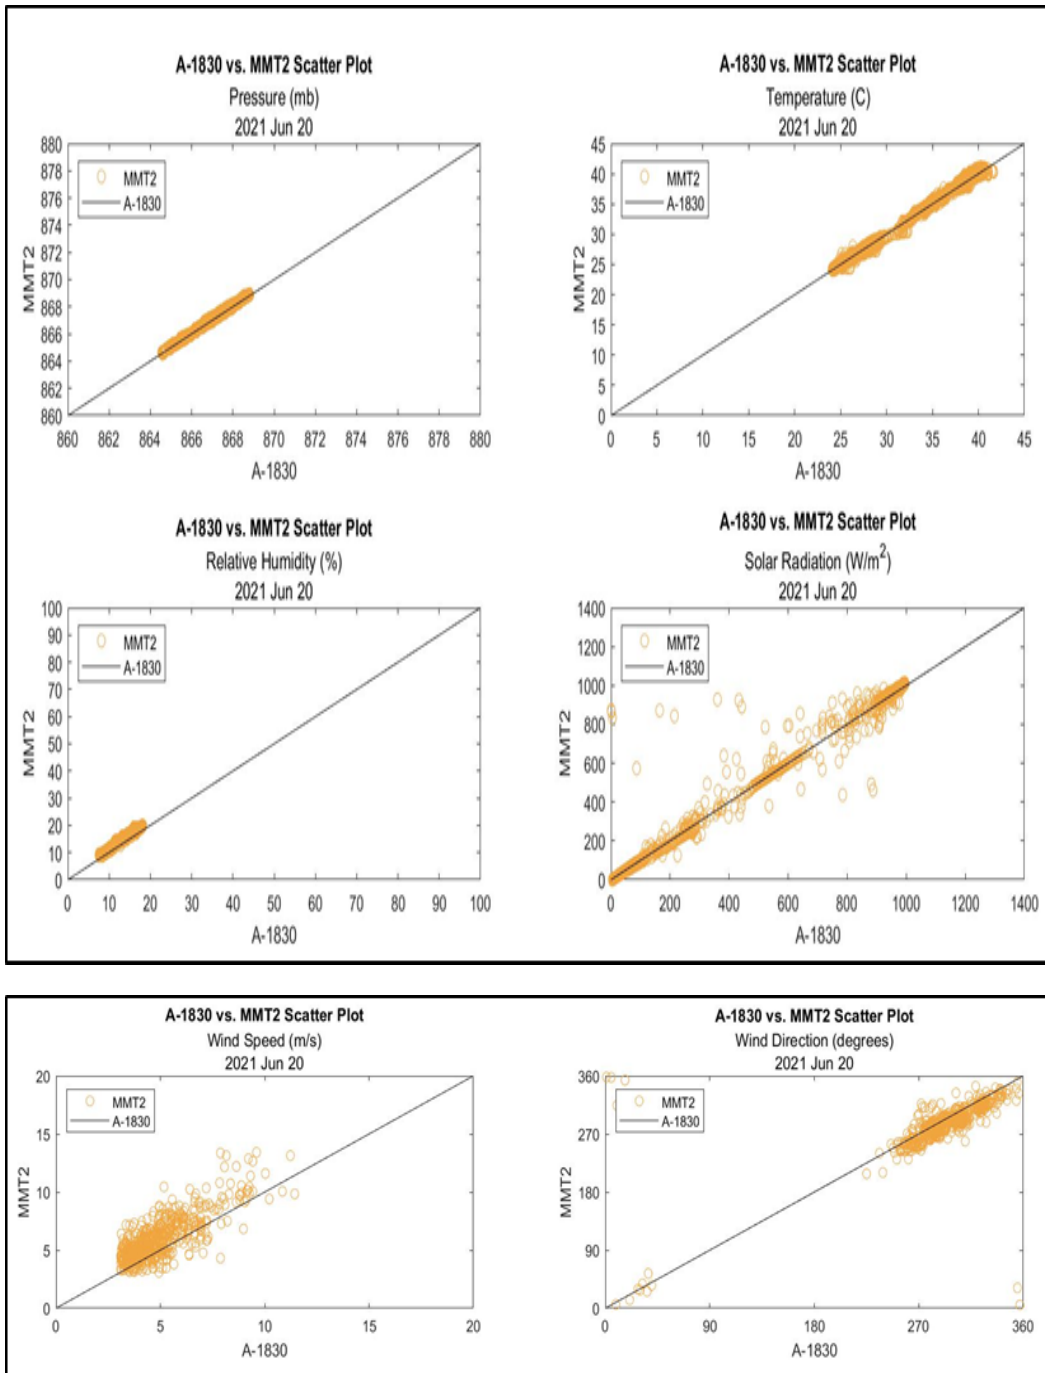 A-1830 vs. MMT2 Scatter Plot
Pressure (mb)
2021 Jun 20
880
878
876
874
872
870
868
866
864
862
860
MMT2
MMT2
A-1830
860 862 864 866 868 870 872 874 876 878 880
A-1830
A-1830 vs. MMT2 Scatter Plot
Temperature (C)
2021 Jun 20
45
40
35
30
25
20
15
10
5
0
MMT2
MMT2
A-1830
0 5 10 15 20 25 30 35 40 45
A-1830
A-1830 vs. MMT2 Scatter Plot
Relative Humidity (%)
2021 Jun 20
100
90
80
70
60
50
40
30
20
10
0
MMT2
MMT2
A-1830
0 10 20 30 40 50 60 70 80 90 100
A-1830
A-1830 vs. MMT2 Scatter Plot
Solar Radiation (W/m²)
2021 Jun 20
1400
1200
1000
800
600
400
200
0
MMT2
MMT2
A-1830
0 200 400 600 800 1000 1200 1400
A-1830
A-1830 vs. MMT2 Scatter Plot
Wind Speed (m/s)
2021 Jun 20
20
15
10
5
0
MMT2
MMT2
A-1830
0 5 10 15 20
A-1830
A-1830 vs. MMT2 Scatter Plot
Wind Direction (degrees)
2021 Jun 20
360
270
180
90
0
MMT2
MMT2
A-1830
0 90 180 270 360
A-1830